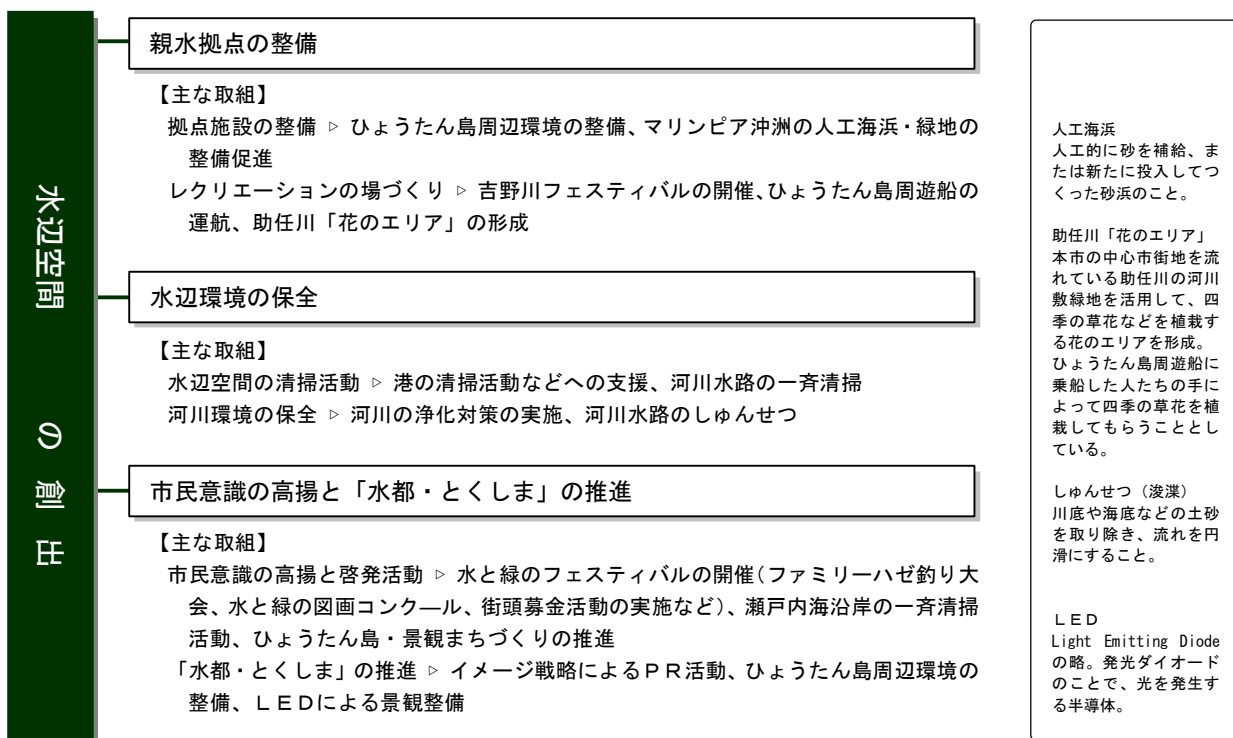 水辺空間の創出
親水拠点の整備
【主な取組】
拠点施設の整備 ▷ ひょうたん島周辺環境の整備、マリンピア沖洲の人工海浜・緑地の
整備促進
レクリエーションの場づくり ▷ 吉野川フェスティバルの開催、ひょうたん島周遊船の
運航、助任川「花のエリア」の形成
水辺環境の保全
【主な取組】
水辺空間の清掃活動 ▷ 港の清掃活動などへの支援、河川水路の一斉清掃
河川環境の保全 ▷ 河川の浄化対策の実施、河川水路のしゅんせつ
市民意識の高揚と「水都・とくしま」の推進
【主な取組】
市民意識の高揚と啓発活動 ▷ 水と緑のフェスティバルの開催(ファミリーハゼ釣り大
会、水と緑の図画コンク―ル、街頭募金活動の実施など)、瀬戸内海沿岸の一斉清掃
活動、ひょうたん島・景観まちづくりの推進
「水都・とくしま」の推進 ▷ イメージ戦略によるPR活動、ひょうたん島周辺環境の
整備、LEDによる景観整備
人工海浜
人工的に砂を補給、ま
たは新たに投入してつ
くった砂浜のこと。
助任川「花のエリア」
本市の中心市街地を流
れている助任川の河川
敷緑地を活用して、四
季の草花などを植栽す
る花のエリアを形成。
ひょうたん島周遊船に
乗船した人たちの手に
よって四季の草花を植
栽してもらうこととし
ている。
しゅんせつ(浚渫)
川底や海底などの土砂
を取り除き、流れを円
滑にすること。
LED
Light Emitting Diode
の略。発光ダイオード
のことで、光を発生す
る半導体。